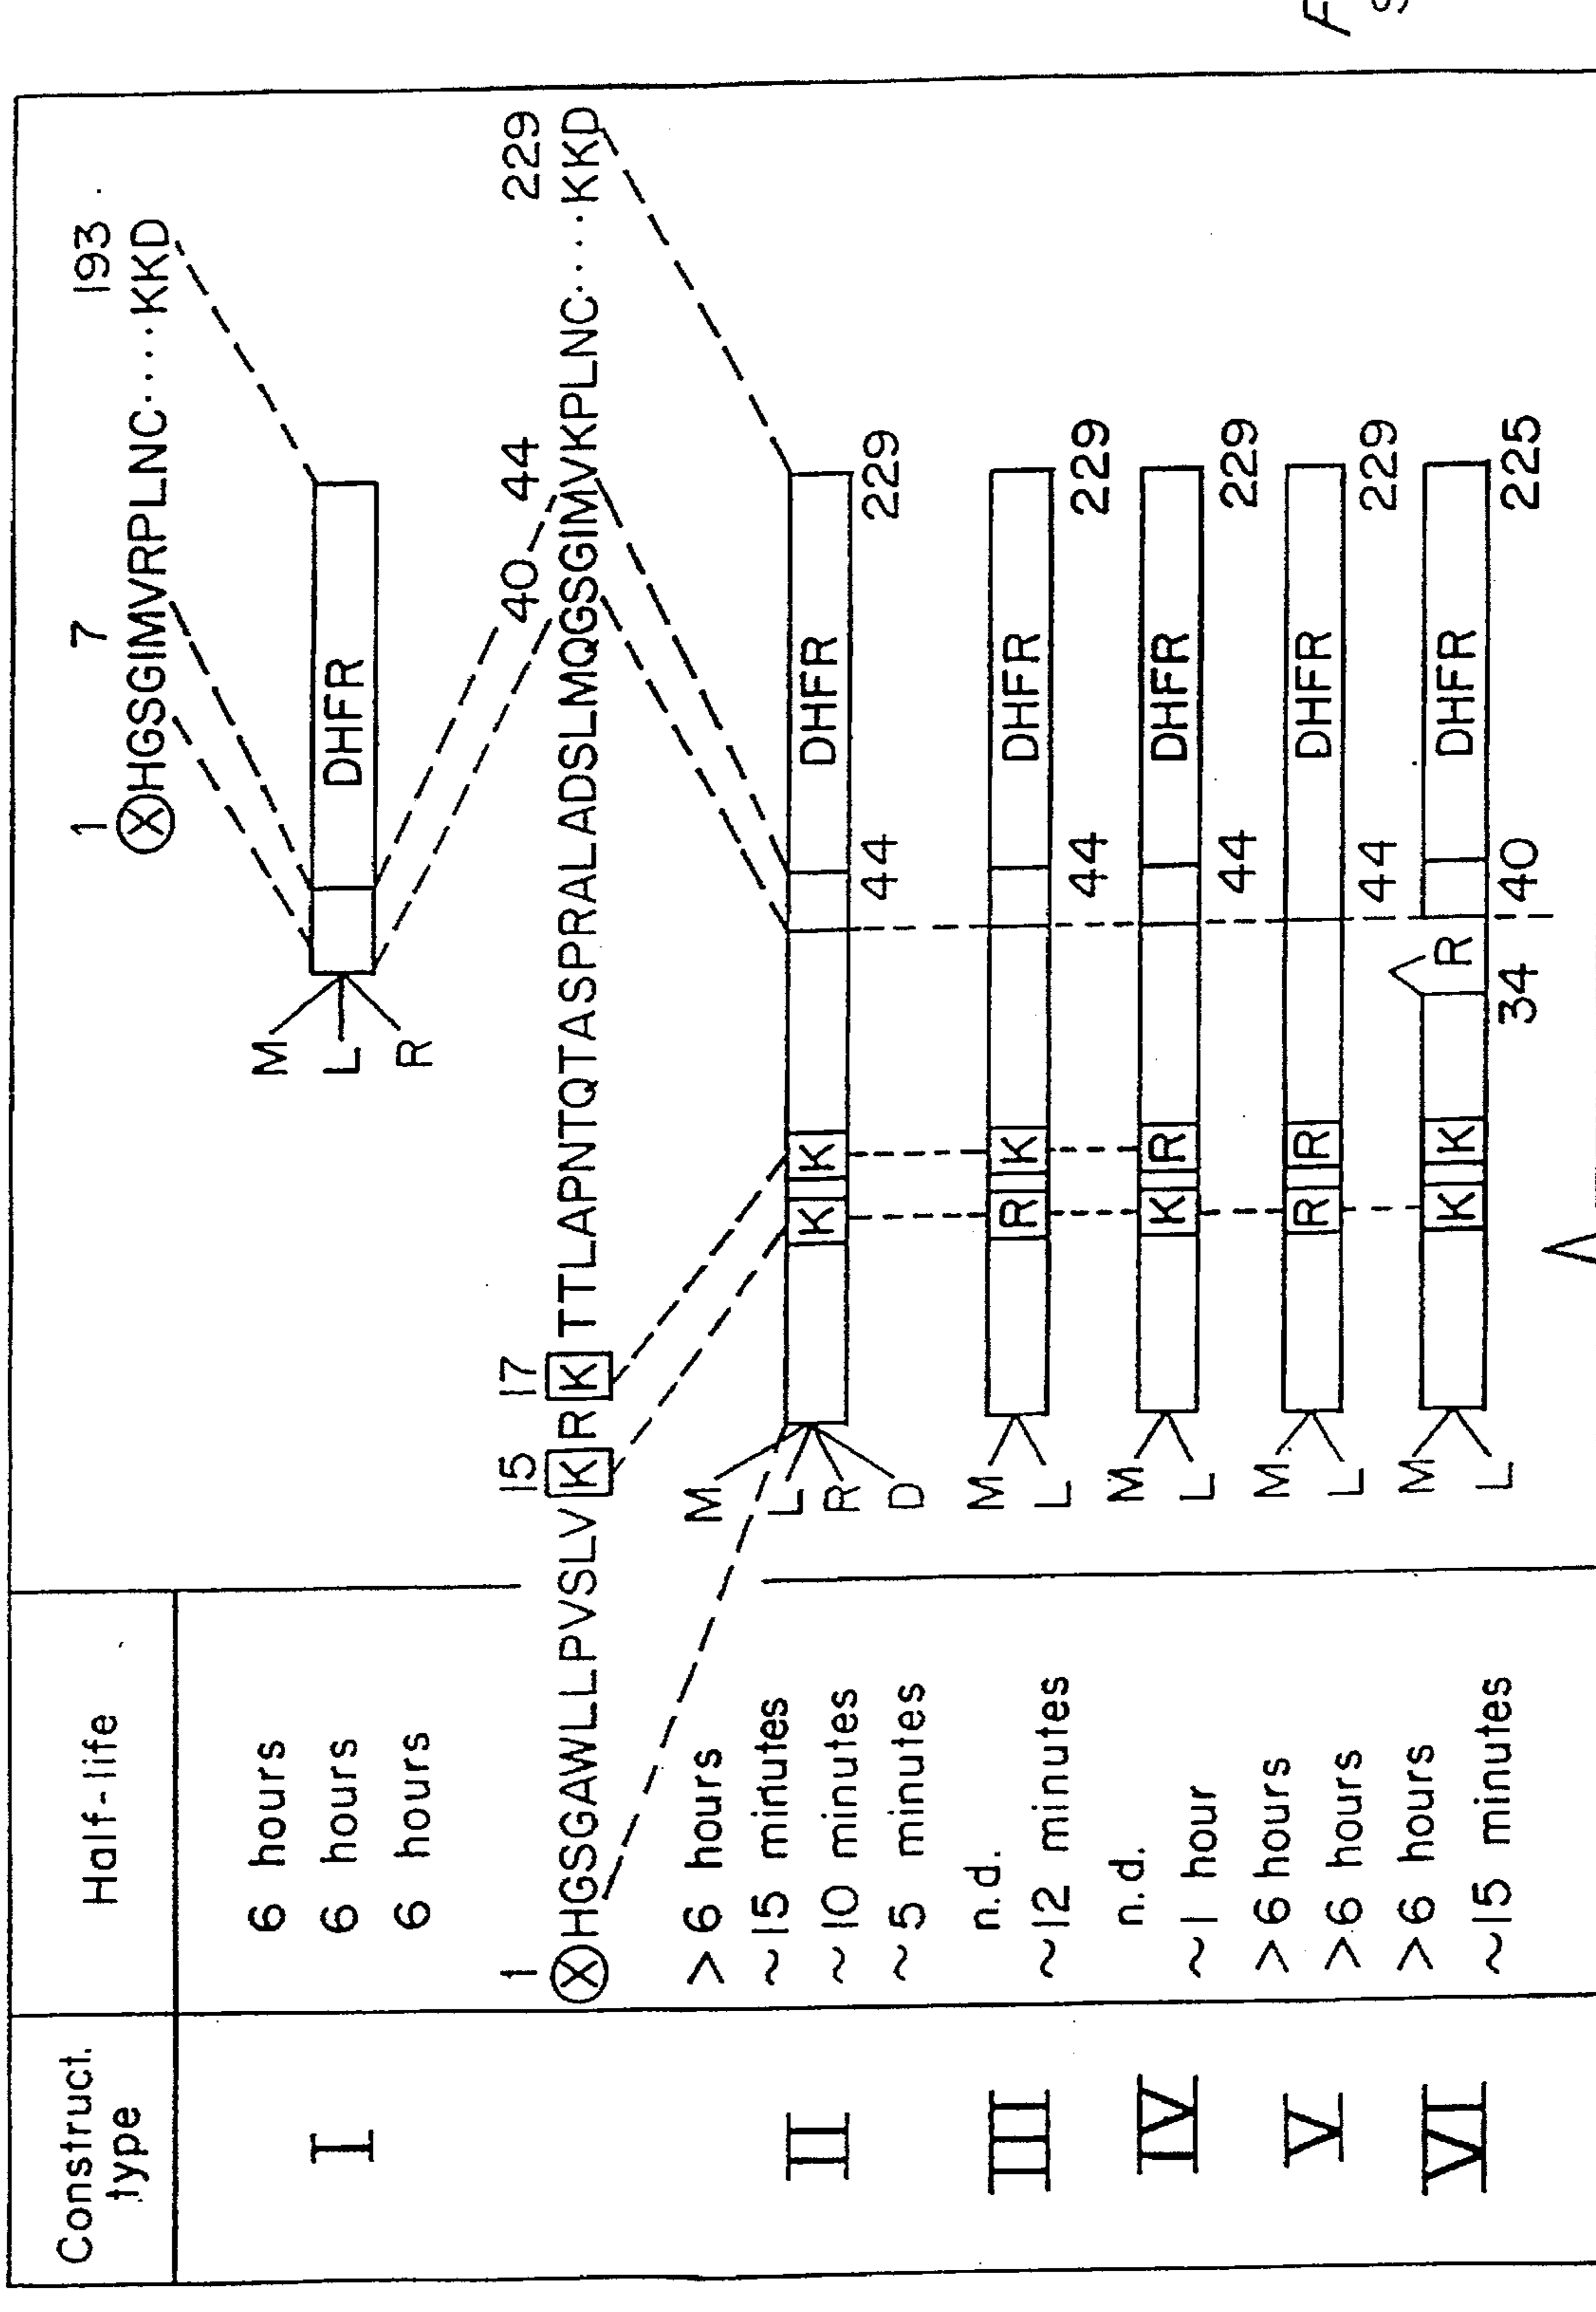 Construct type
Half-life
1 7 193
ⓍHGSGIMVRPLNC····KKD
I
6 hours
6 hours
6 hours
M
L
R
DHFR
1 15 17 40 44 229
ⓍHGSGAWLLPVSLV K R K TTLAPNTQTASPRALADSLMQGSGIMVKPLNC····KKD
II
>6 hours
~15 minutes
~10 minutes
~5 minutes
M
L
R
D
K K DHFR
44 229
III
n.d.
~12 minutes
M
L
R K DHFR
44 229
IV
n.d.
~1 hour
M
L
K R DHFR
44 229
V
>6 hours
>6 hours
M
L
R R DHFR
44 229
VI
>6 hours
~15 minutes
M
L
K K R DHFR
34 40 225